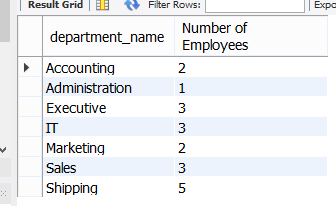 Result Grid Filter Rows: Expo
department_name Number of
Employees
Accounting 2
Administration 1
Executive 3
IT 3
Marketing 2
Sales 3
Shipping 5